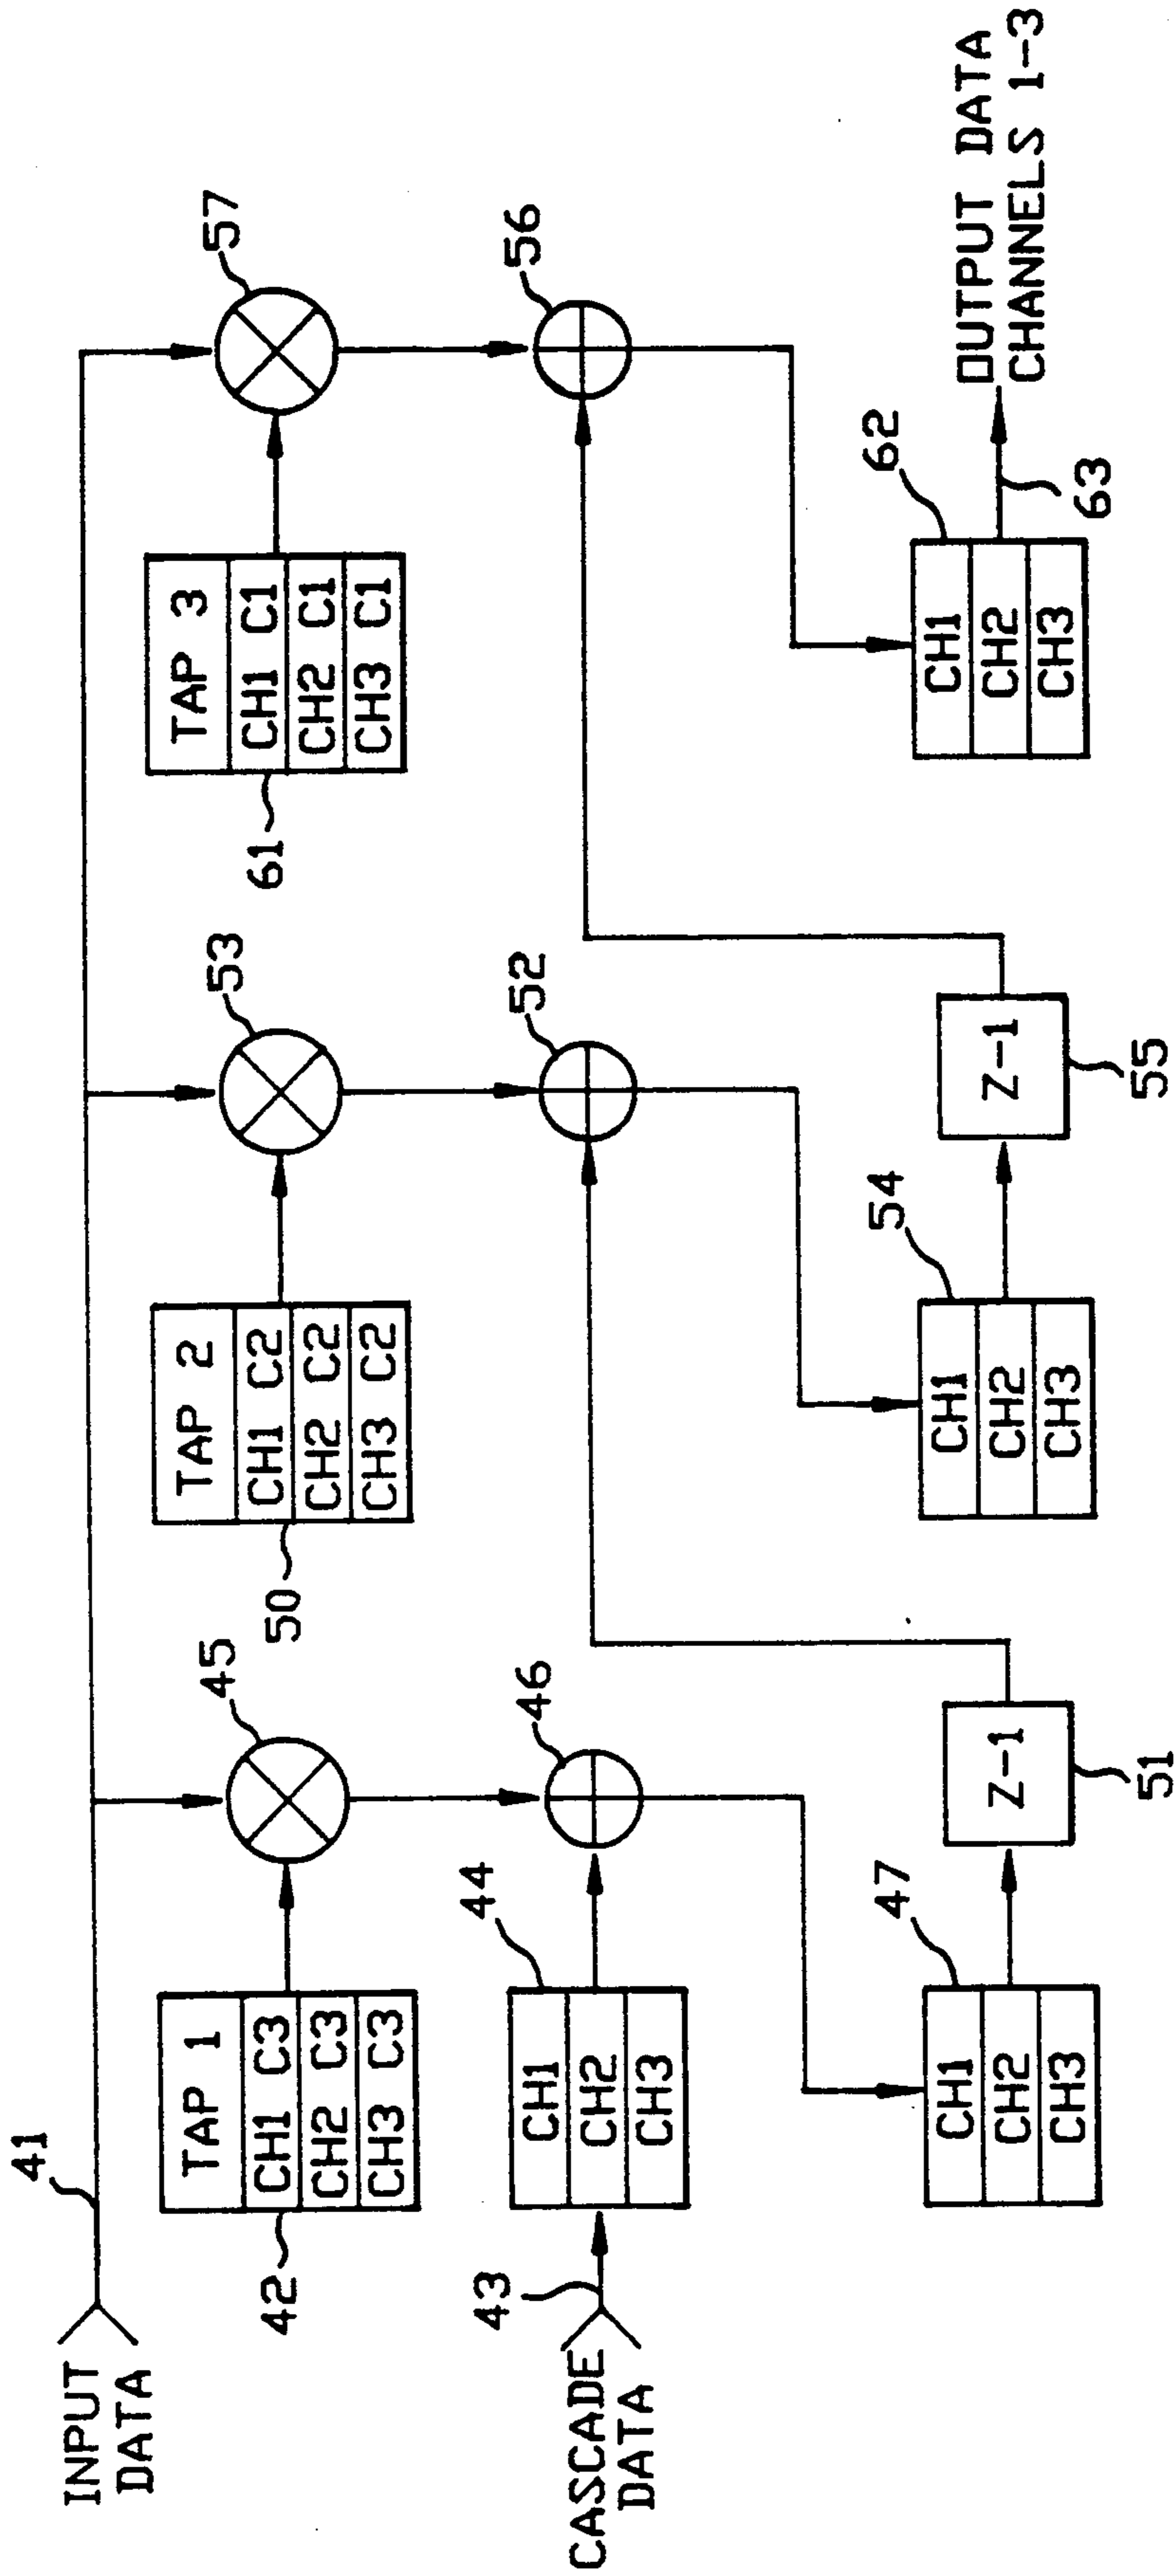 INPUT
DATA
41
TAP 1
CH1 C3
CH2 C3
CH3 C3
42
45
TAP 2
CH1 C2
CH2 C2
CH3 C2
50
53
TAP 3
CH1 C1
CH2 C1
CH3 C1
61
57
CASCADE
DATA
43
CH1
CH2
CH3
44
46
52
56
CH1
CH2
CH3
47
Z-1
51
CH1
CH2
CH3
54
Z-1
55
CH1
CH2
CH3
62
63
OUTPUT DATA
CHANNELS 1-3